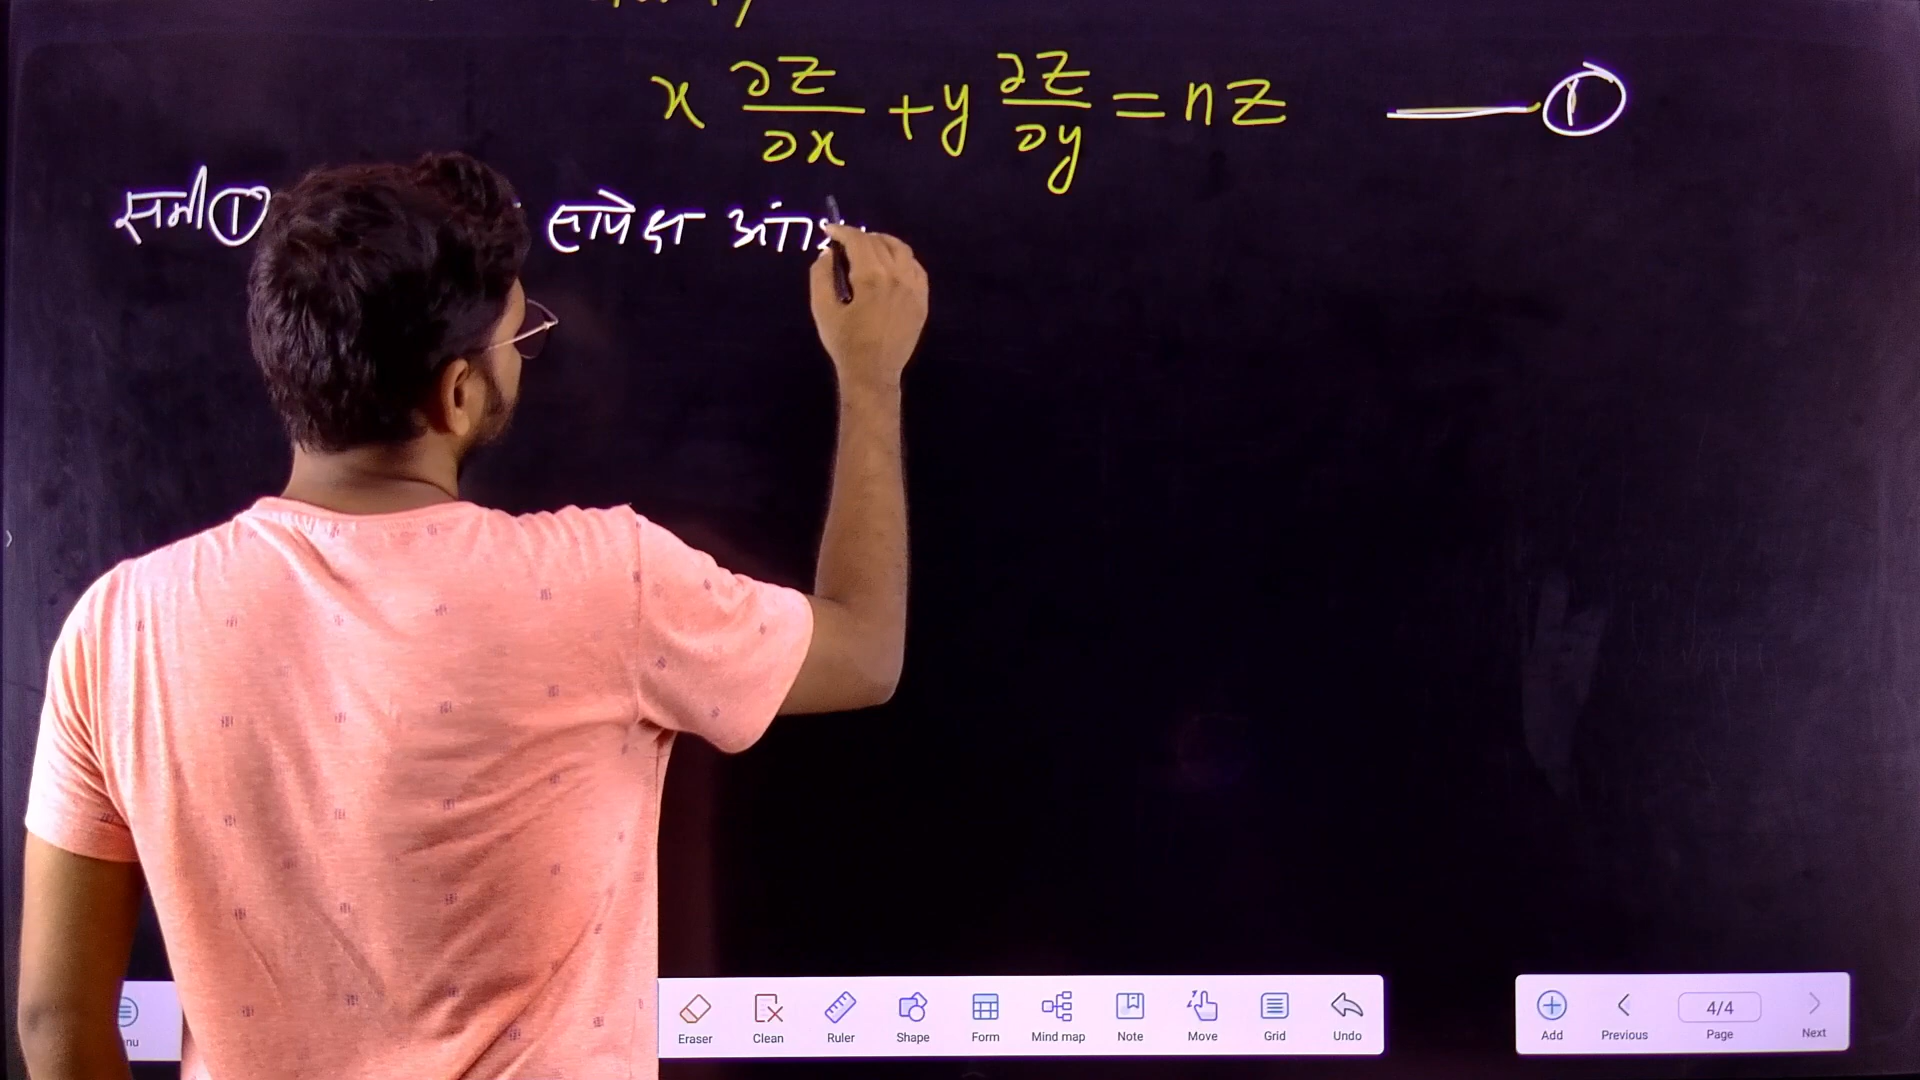 x ∂z/∂x + y ∂z/∂y = nz —— ①
समी ① सापेक्ष
Eraser Clean Ruler Shape Form Mind map Note Move Grid Undo Add Previous 4/4 Page Next